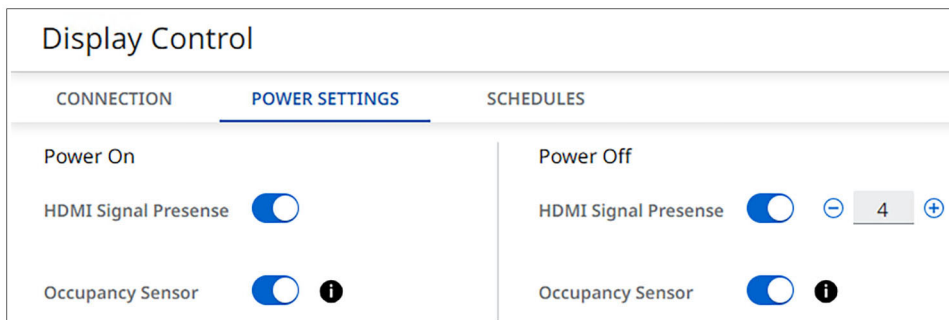 Display Control
CONNECTION POWER SETTINGS SCHEDULES
Power On
HDMI Signal Presense
Occupancy Sensor
Power Off
HDMI Signal Presense 4
Occupancy Sensor